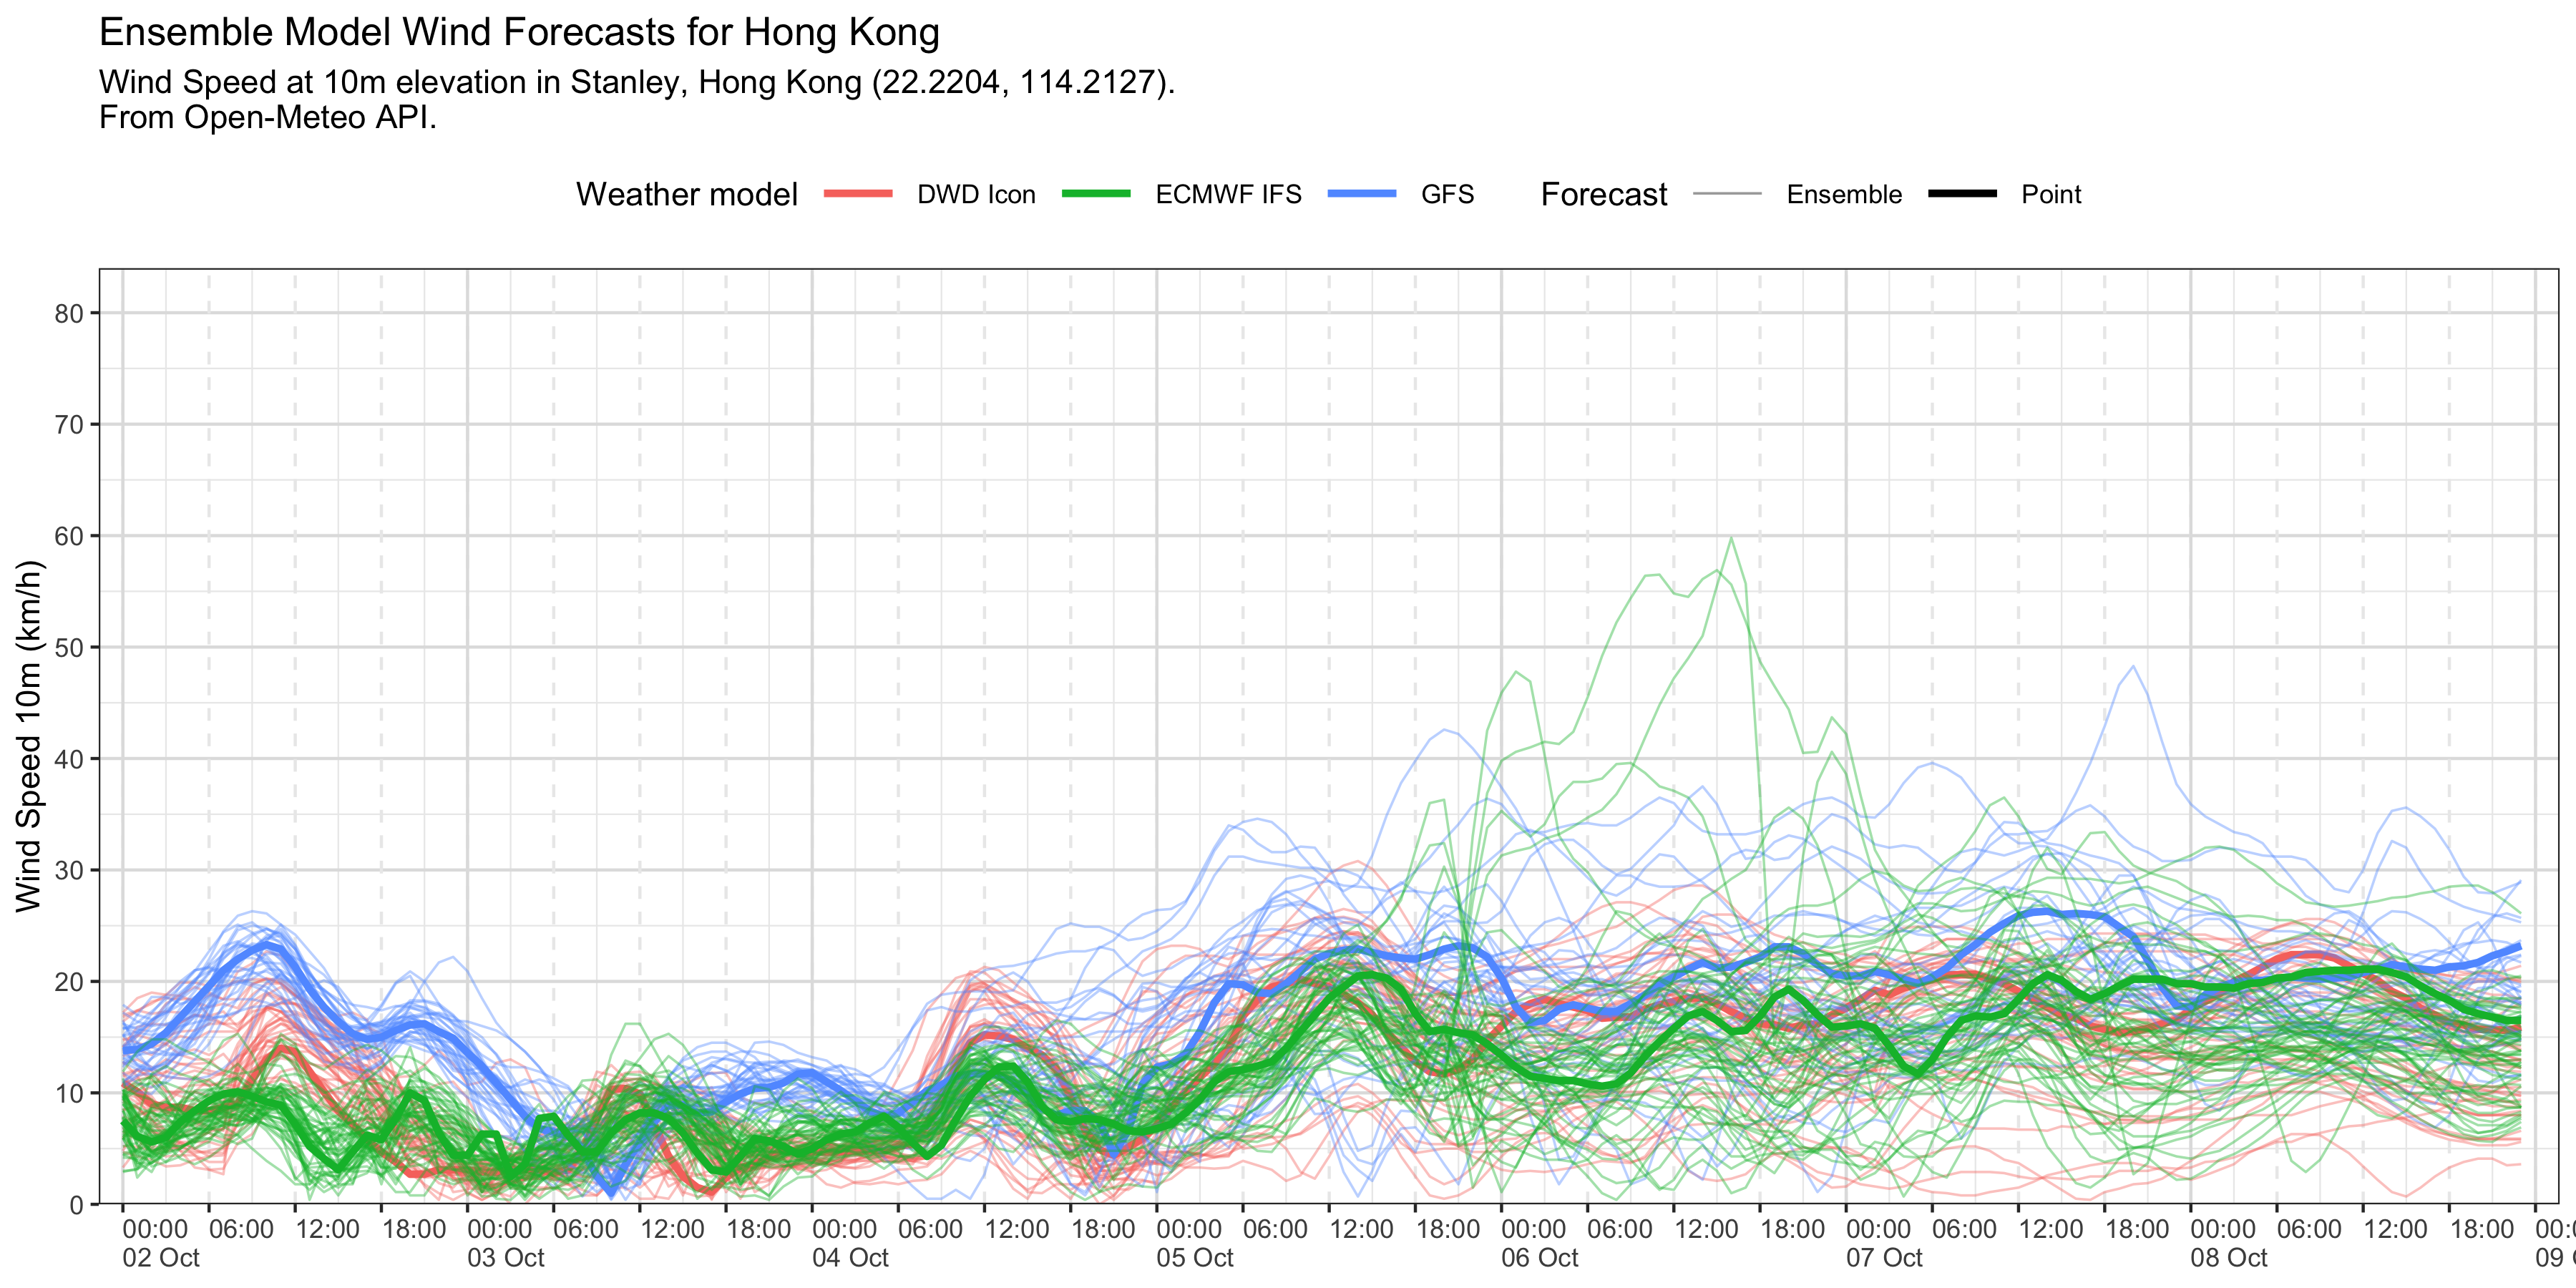 Ensemble Model Wind Forecasts for Hong Kong
Wind Speed at 10m elevation in Stanley, Hong Kong (22.2204, 114.2127).
From Open-Meteo API.
Weather model DWD Icon ECMWF IFS GFS Forecast Ensemble Point
Wind Speed 10m (km/h)
80
70
60
50
40
30
20
10
0
00:00 06:00 12:00 18:00 00:00 06:00 12:00 18:00 00:00 06:00 12:00 18:00 00:00 06:00 12:00 18:00 00:00 06:00 12:00 18:00 00:00 06:00 12:00 18:00 00:00 06:00 12:00 18:00
02 Oct 03 Oct 04 Oct 05 Oct 06 Oct 07 Oct 08 Oct 09